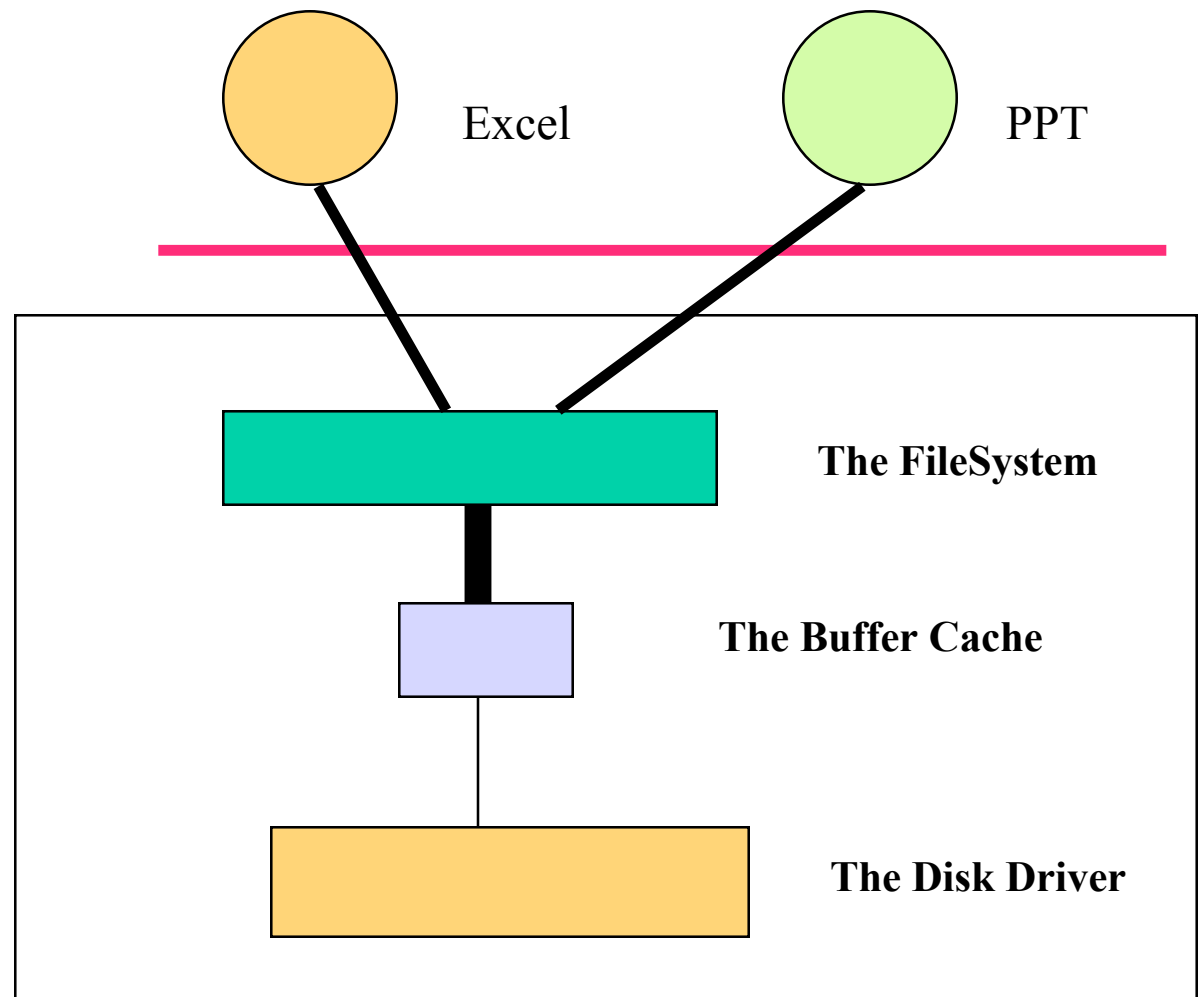 Excel
PPT
The FileSystem
The Buffer Cache
The Disk Driver